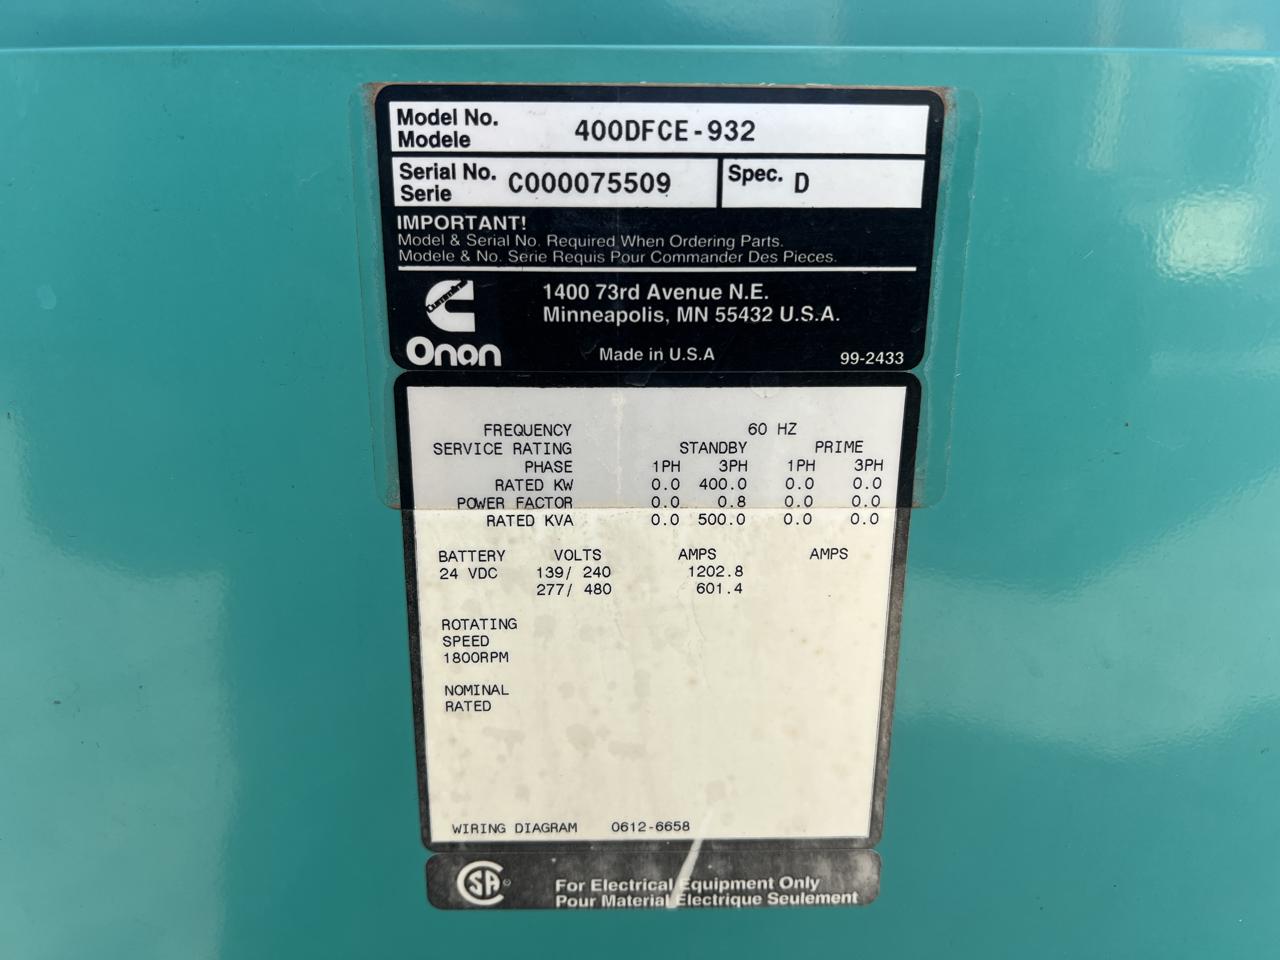 Model No. 400DFCE-932
Modele
Serial No. C000075509 Spec. D
Serie
IMPORTANT!
Model & Serial No. Required When Ordering Parts.
Modele & No. Serie Requis Pour Commander Des Pieces.
Cummins
Onan
1400 73rd Avenue N.E.
Minneapolis, MN 55432 U.S.A.
Made in U.S.A 99-2433
FREQUENCY 60 HZ
SERVICE RATING STANDBY PRIME
PHASE 1PH 3PH 1PH 3PH
RATED KW 0.0 400.0 0.0 0.0
POWER FACTOR 0.0 0.8 0.0 0.0
RATED KVA 0.0 500.0 0.0 0.0
BATTERY VOLTS AMPS AMPS
24 VDC 139/ 240 1202.8
277/ 480 601.4
ROTATING
SPEED
1800RPM
NOMINAL
RATED
WIRING DIAGRAM 0612-6658
CSA ®
For Electrical Equipment Only
Pour Material Electrique Seulement